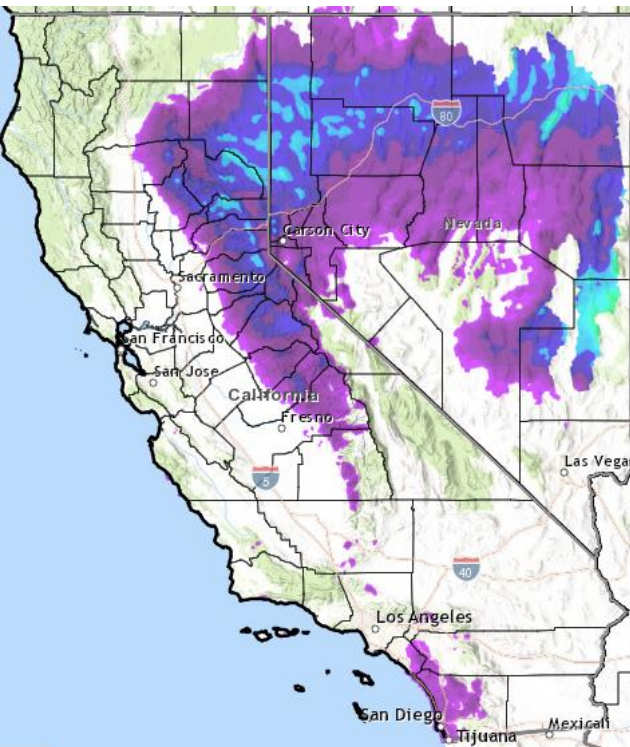 80
Nevada
Carson City
Sacramento
San Francisco
San Jose
California
Fresno
5
Las Vega
40
Los Angeles
San Diego
Tijuana
Mexicali